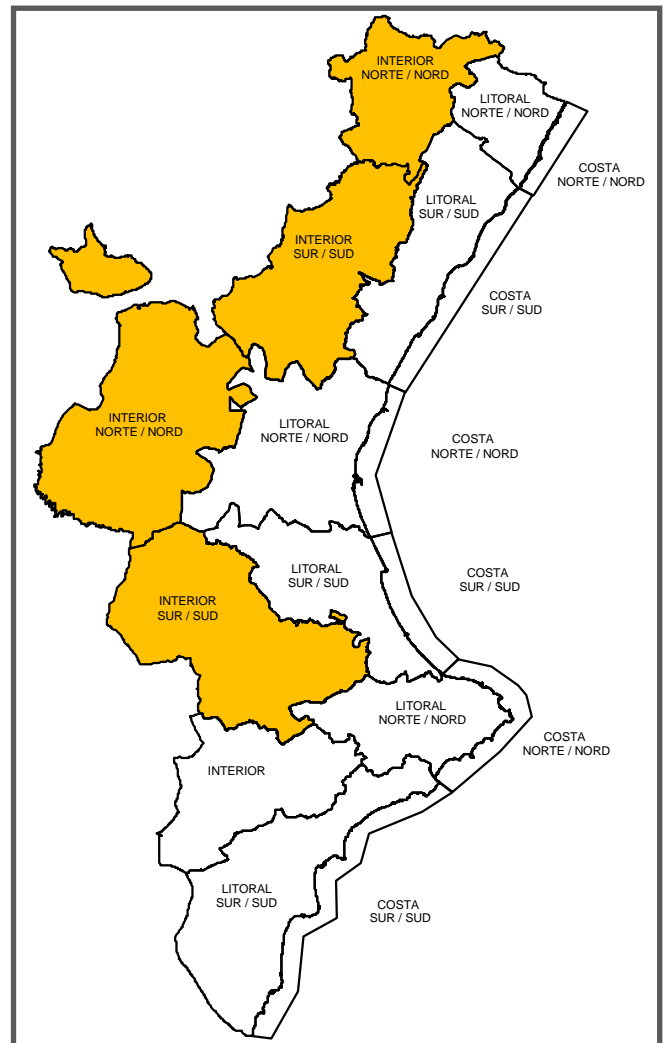 INTERIOR
NORTE / NORD
LITORAL
NORTE / NORD
COSTA
NORTE / NORD
LITORAL
SUR / SUD
INTERIOR
SUR / SUD
COSTA
SUR / SUD
INTERIOR
NORTE / NORD
LITORAL
NORTE / NORD
COSTA
NORTE / NORD
LITORAL
SUR / SUD
COSTA
SUR / SUD
INTERIOR
SUR / SUD
LITORAL
NORTE / NORD
COSTA
NORTE / NORD
INTERIOR
LITORAL
SUR / SUD
COSTA
SUR / SUD